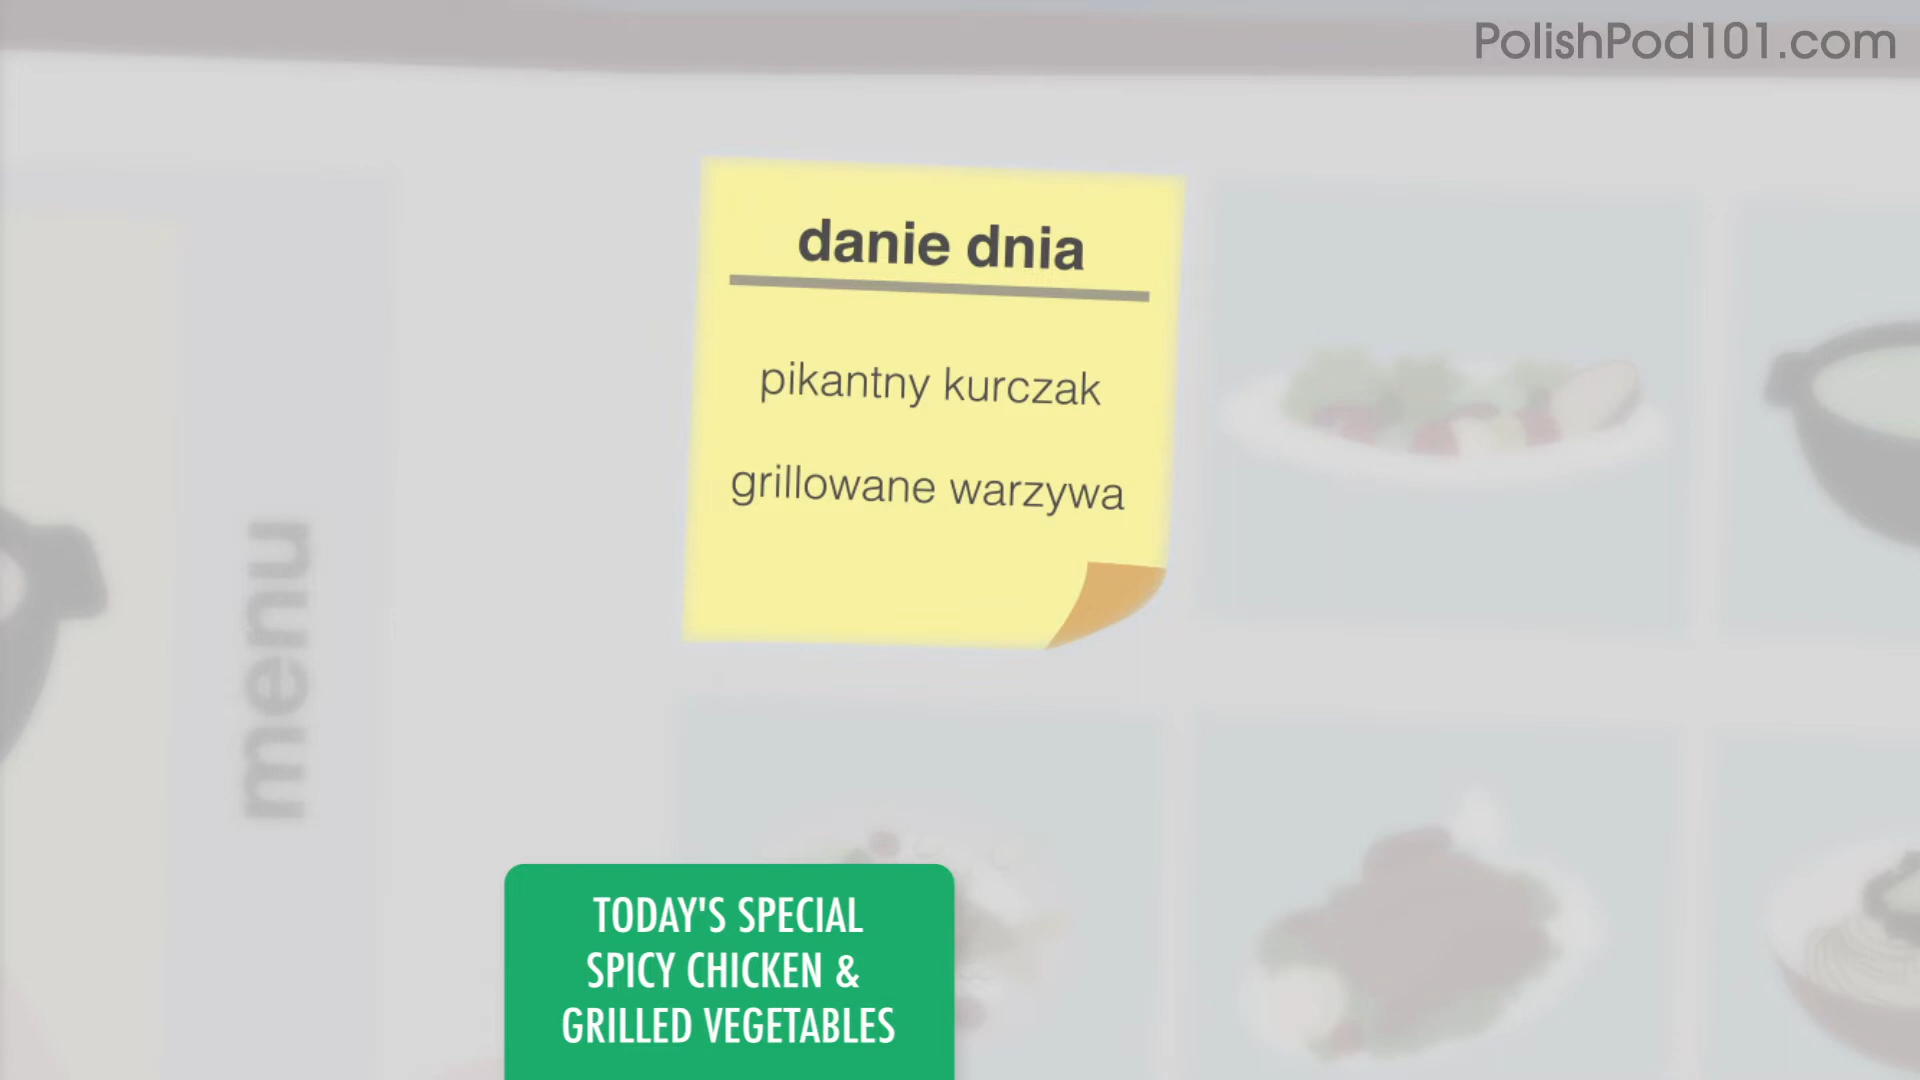 PolishPod101.com
danie dnia
pikantny kurczak
grillowane warzywa
menu
TODAY'S SPECIAL
SPICY CHICKEN &
GRILLED VEGETABLES